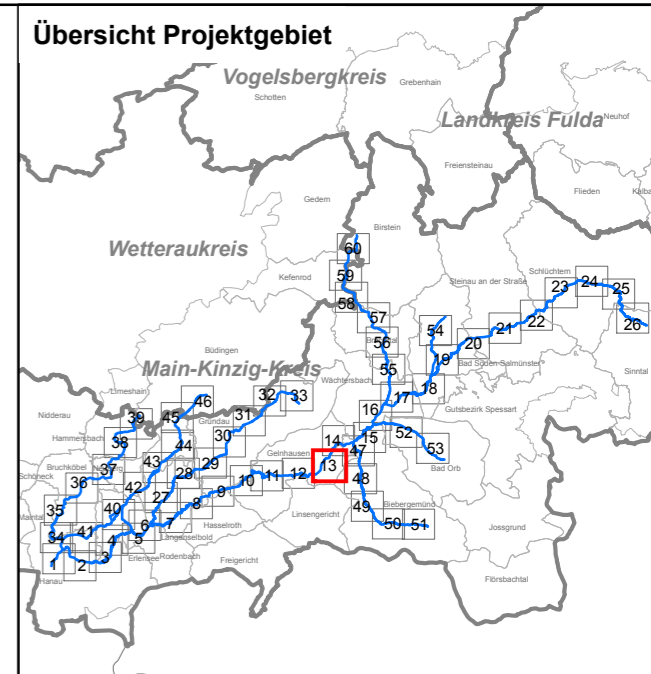 Übersicht Projektgebiet
Vogelsbergkreis
Grebenhain
Schotten
Landkreis Fulda
Neuhof
Freiensteinau
Flieden
Gedern
Birstein
Wetteraukreis
60
Kefenrod
59
Steinau an der Straße
Schlüchtern
23
24
25
58
57
54
22
26
21
Büdingen
56
20
Sinntal
Main-Kinzig-Kreis
19
Bad Soden-Salmünster
Limeshain
46
32
33
Wächtersbach
55
18
17
Nidderau
39
45
31
Gründau
16
Gutsbezirk Spessart
Hammersbach
38
30
14
15
52
44
Gelnhausen
47
53
Bruchköbel
37
43
29
13
Bad Orb
Schöneck
36
42
28
10
11
12
48
9
27
8
Linsengericht
Biebergemünd
49
Maintal
35
40
Hasselroth
50
51
Jossgrund
34
41
6
7
Langenselbold
5
4
Erlensee
Rodenbach
Freigericht
3
2
1
Hanau
Flörsbachtal